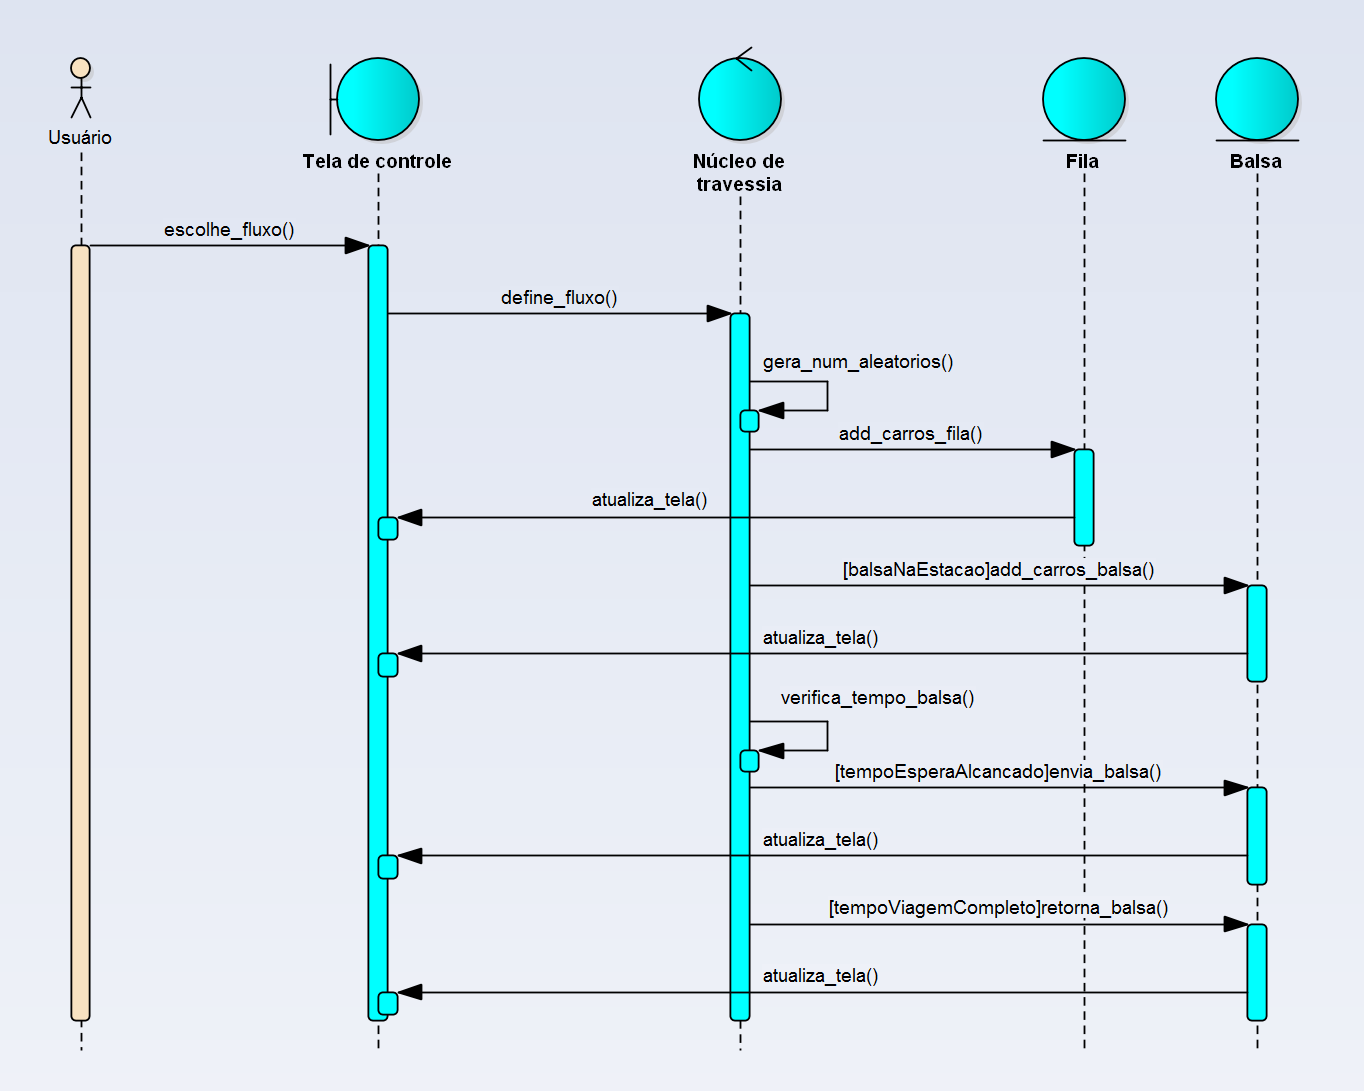 Usuário
Tela de controle
Núcleo de
travessia
Fila
Balsa
escolhe_fluxo()
define_fluxo()
gera_num_aleatorios()
add_carros_fila()
atualiza_tela()
[balsaNaEstacao]add_carros_balsa()
atualiza_tela()
verifica_tempo_balsa()
[tempoEsperaAlcancado]envia_balsa()
atualiza_tela()
[tempoViagemCompleto]retorna_balsa()
atualiza_tela()